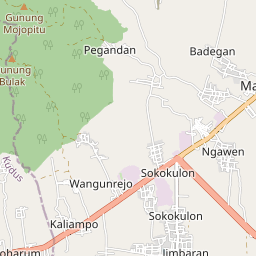 Gunung
Mojopitu
Pegandan
Badegan
Gunung
Bulak
Ma
Kudus
Ngawen
Sokokulon
Wangunrejo
Sokokulon
Kaliampo
oharum
Jimbaran